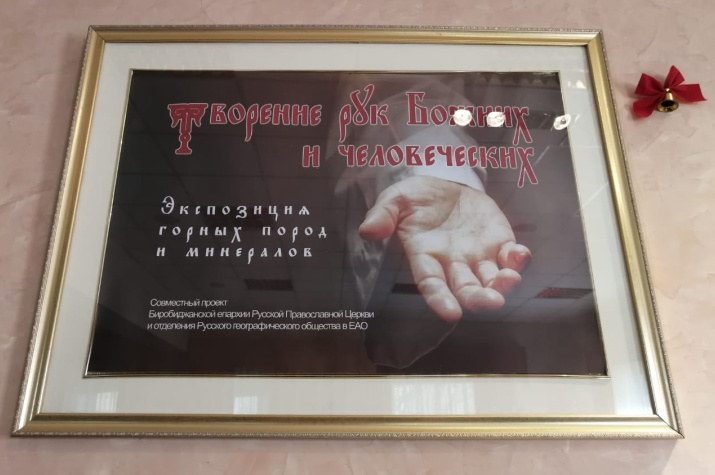 Творение рук Божиих
и человеческих
Экспозиция
горных пород
и минералов
Совместный проект
Биробиджанской епархии Русской Православной Церкви
и отделения Русского географического общества в ЕАО